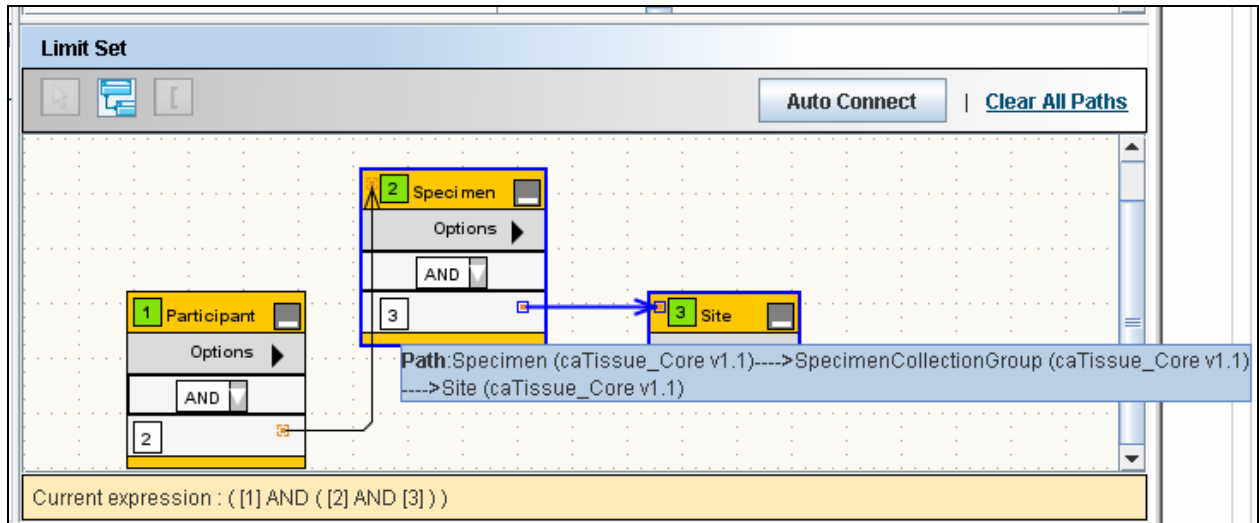 Limit Set
Auto Connect | Clear All Paths
2 Specimen
Options
AND
3
1 Participant
Options
AND
2
3 Site
Path:Specimen (caTissue_Core v1.1)---->SpecimenCollectionGroup (caTissue_Core v1.1)
---->Site (caTissue_Core v1.1)
Current expression : ( [1] AND ( [2] AND [3] ) )